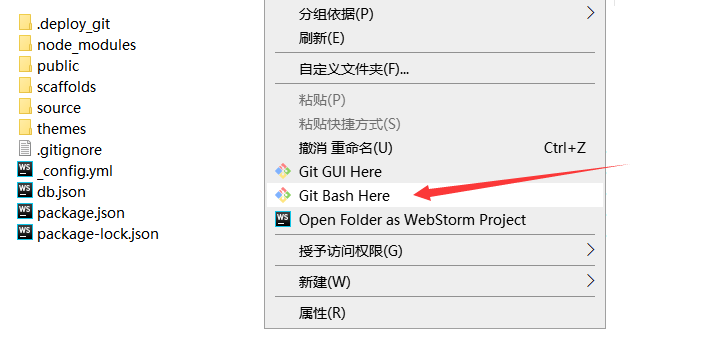 .deploy_git
node_modules
public
scaffolds
source
themes
.gitignore
_config.yml
db.json
package.json
package-lock.json
分组依据(P)
刷新(E)
自定义文件夹(F)...
粘贴(P)
粘贴快捷方式(S)
撤消 重命名(U) Ctrl+Z
Git GUI Here
Git Bash Here
Open Folder as WebStorm Project
授予访问权限(G)
新建(W)
属性(R)